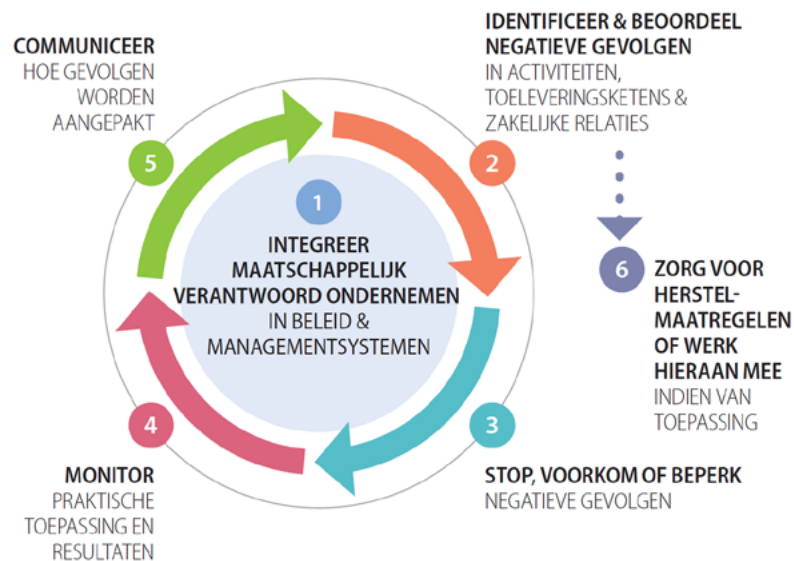 1
INTEGREER
MAATSCHAPPELIJK
VERANTWOORD ONDERNEMEN
IN BELEID &
MANAGEMENTSYSTEMEN
2
IDENTIFICEER & BEOORDEEL
NEGATIEVE GEVOLGEN
IN ACTIVITEITEN,
TOELEVERINGSKETENS &
ZAKELIJKE RELATIES
3
STOP, VOORKOM OF BEPERK
NEGATIEVE GEVOLGEN
4
MONITOR
PRAKTISCHE
TOEPASSING EN
RESULTATEN
5
COMMUNICEER
HOE GEVOLGEN
WORDEN
AANGEPAKT
6
ZORG VOOR
HERSTEL-
MAATREGELEN
OF WERK
HIERAAN MEE
INDIEN VAN
TOEPASSING